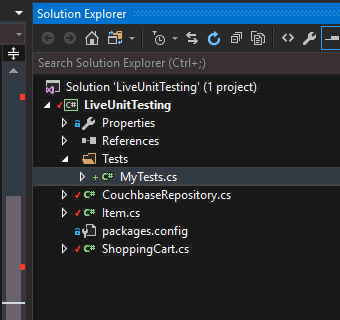 Solution Explorer
Search Solution Explorer (Ctrl+;)
Solution 'LiveUnitTesting' (1 project)
C# LiveUnitTesting
Properties
References
Tests
C# MyTests.cs
C# CouchbaseRepository.cs
C# Item.cs
packages.config
C# ShoppingCart.cs